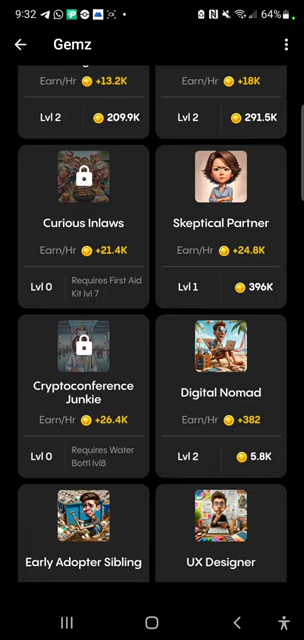 9:32
64%
Gemz
Earn/Hr +13.2K
Earn/Hr +18K
Lvl 2 209.9K
Lvl 2 291.5K
Curious Inlaws
Skeptical Partner
Earn/Hr +21.4K
Earn/Hr +24.8K
Lvl 0 Requires First Aid
Kit lvl 7
Lvl 1 396K
Cryptoconference
Junkie
Digital Nomad
Earn/Hr +26.4K
Earn/Hr +382
Lvl 0 Requires Water
Bottl lvl8
Lvl 2 5.8K
Early Adopter Sibling
UX Designer